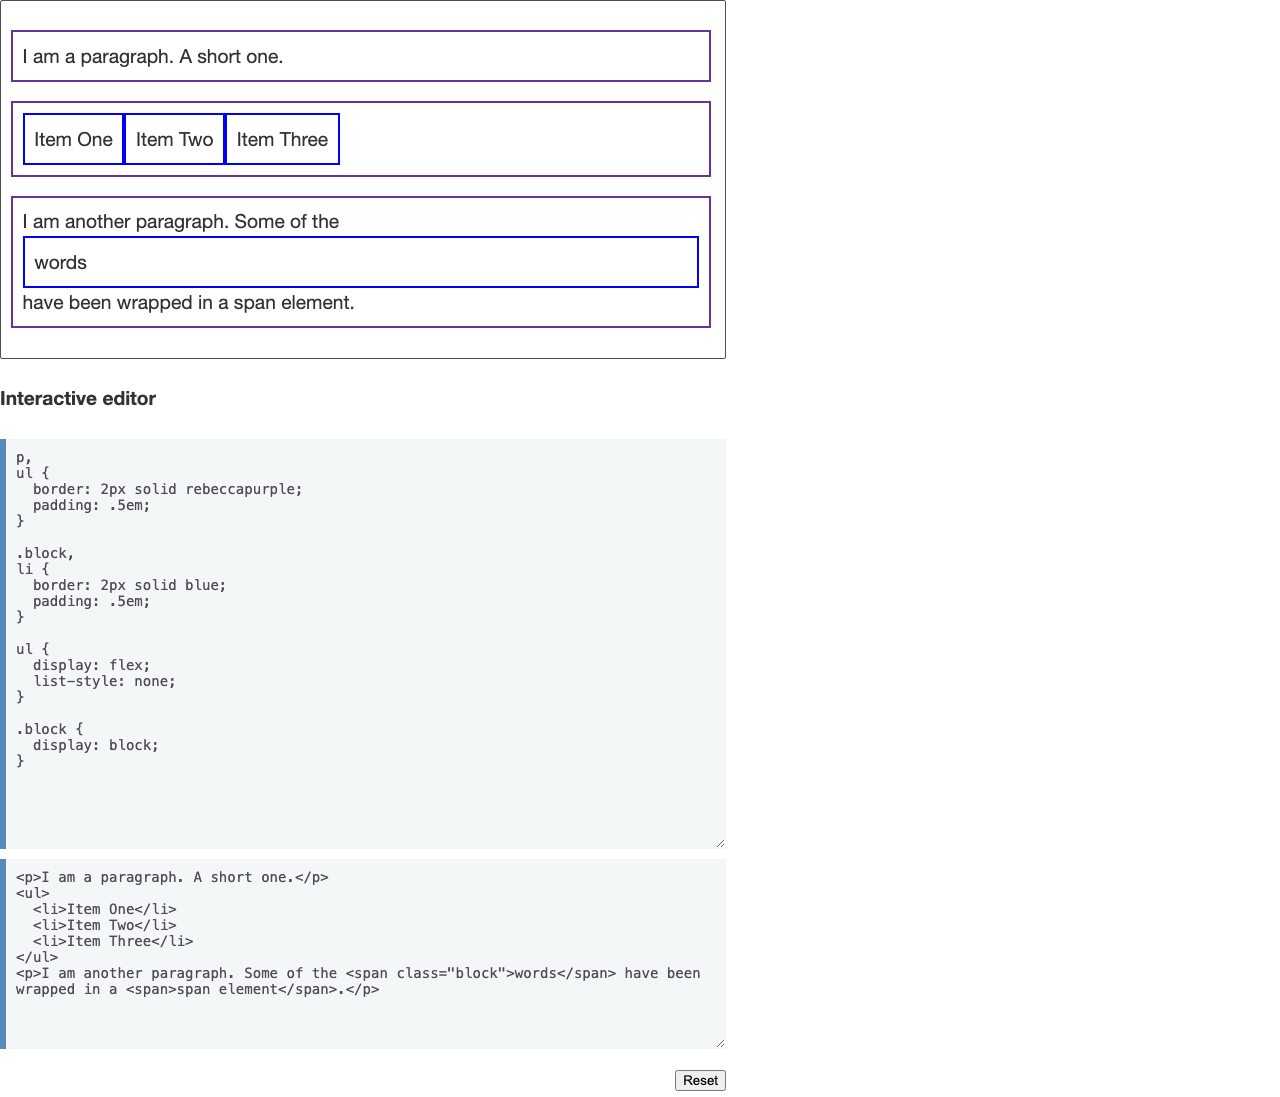 I am a paragraph. A short one.
Item One Item Two Item Three
I am another paragraph. Some of the
words
have been wrapped in a span element.
Interactive editor
p,
ul {
  border: 2px solid rebeccapurple;
  padding: .5em;
}

.block,
li {
  border: 2px solid blue;
  padding: .5em;
}

ul {
  display: flex;
  list-style: none;
}

.block {
  display: block;
}
<p>I am a paragraph. A short one.</p>
<ul>
  <li>Item One</li>
  <li>Item Two</li>
  <li>Item Three</li>
</ul>
<p>I am another paragraph. Some of the <span class="block">words</span> have been
wrapped in a <span>span element</span>.</p>
Reset